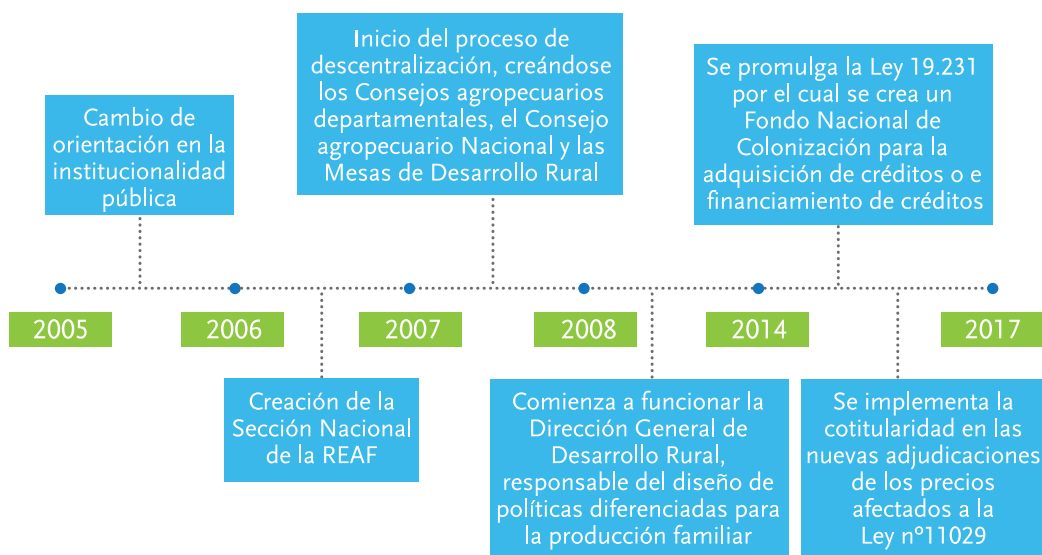 Cambio de
orientación en la
institucionalidad
pública
Inicio del proceso de
descentralización, creándose
los Consejos agropecuarios
departamentales, el Consejo
agropecuario Nacional y las
Mesas de Desarrollo Rural
Se promulga la Ley 19.231
por el cual se crea un
Fondo Nacional de
Colonización para la
adquisición de créditos o e
financiamiento de créditos
2005
2006
2007
2008
2014
2017
Creación de la
Sección Nacional
de la REAF
Comienza a funcionar la
Dirección General de
Desarrollo Rural,
responsable del diseño de
políticas diferenciadas para
la producción familiar
Se implementa la
cotitularidad en las
nuevas adjudicaciones
de los precios
afectados a la
Ley nº11029